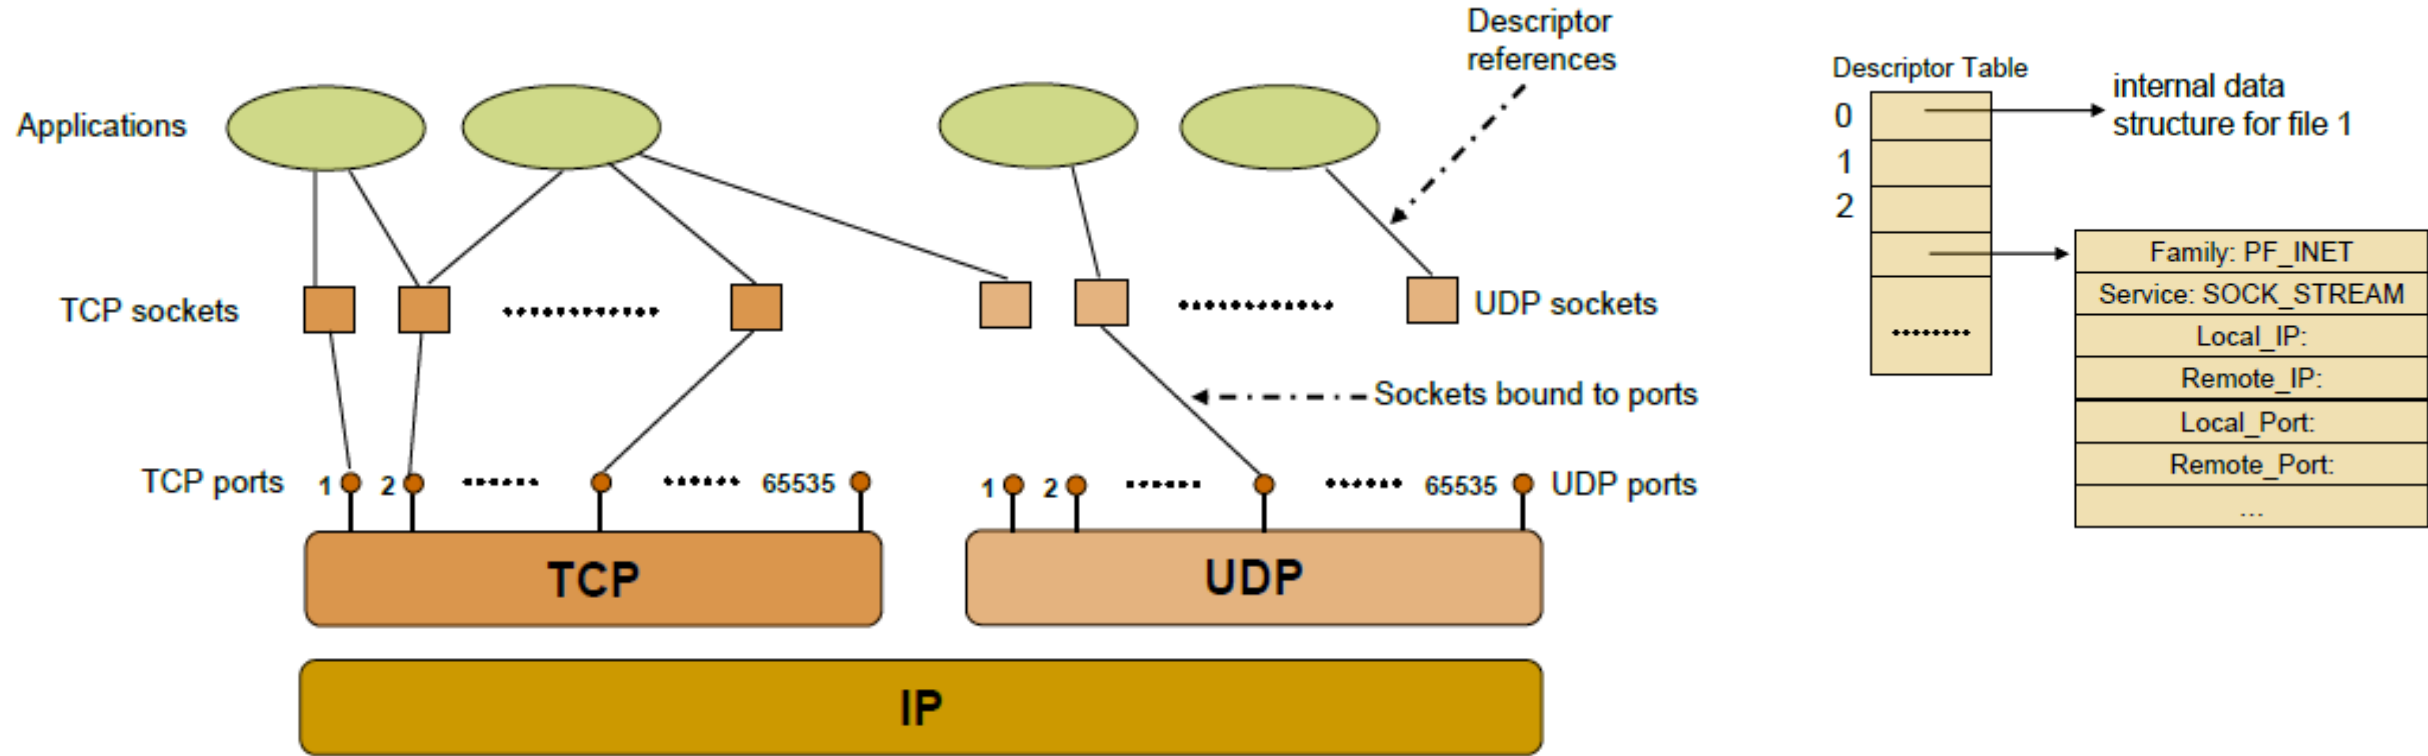 Descriptor
references
Applications
TCP sockets
UDP sockets
Sockets bound to ports
TCP ports
1
2
65535
1
2
65535
UDP ports
TCP
UDP
IP
Descriptor Table
0
1
2
internal data
structure for file 1
Family: PF_INET
Service: SOCK_STREAM
Local_IP:
Remote_IP:
Local_Port:
Remote_Port:
...